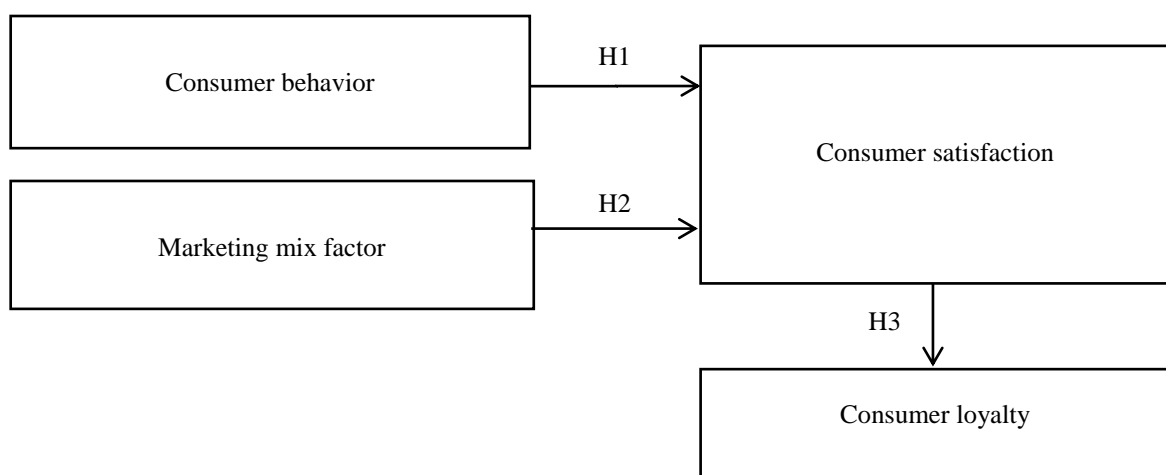 Consumer behavior
H1
Consumer satisfaction
Marketing mix factor
H2
H3
Consumer loyalty